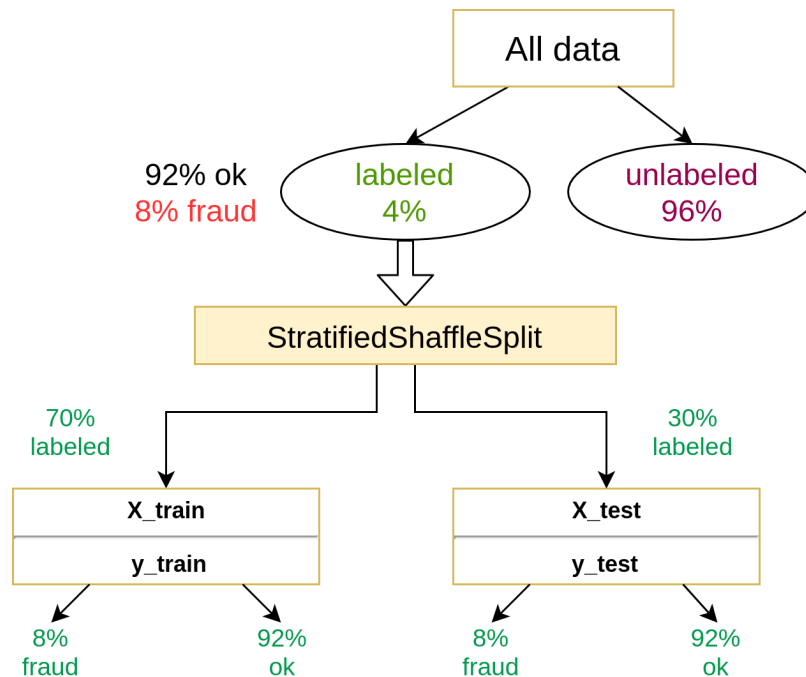 All data
92% ok
8% fraud
labeled
4%
unlabeled
96%
StratifiedShaffleSplit
70%
labeled
30%
labeled
X_train
y_train
X_test
y_test
8%
fraud
92%
ok
8%
fraud
92%
ok